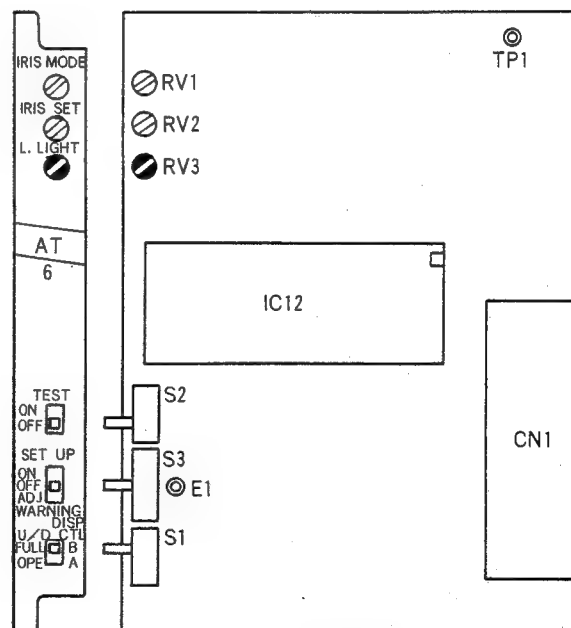 IRIS MODE
IRIS SET
L. LIGHT
AT
6
TEST
ON
OFF
SET UP
ON
OFF
ADJ
WARNING
DISP
U/D CTL
FULL B
OPE A
RV1
RV2
RV3
TP1
IC12
S2
S3
E1
S1
CN1